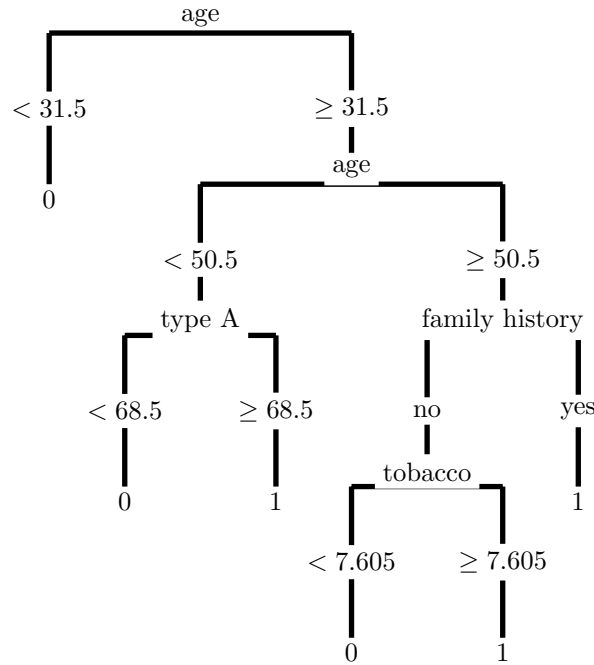 age
< 31.5
≥ 31.5
0
age
< 50.5
≥ 50.5
type A
family history
< 68.5
≥ 68.5
no
yes
0
1
tobacco
1
< 7.605
≥ 7.605
0
1